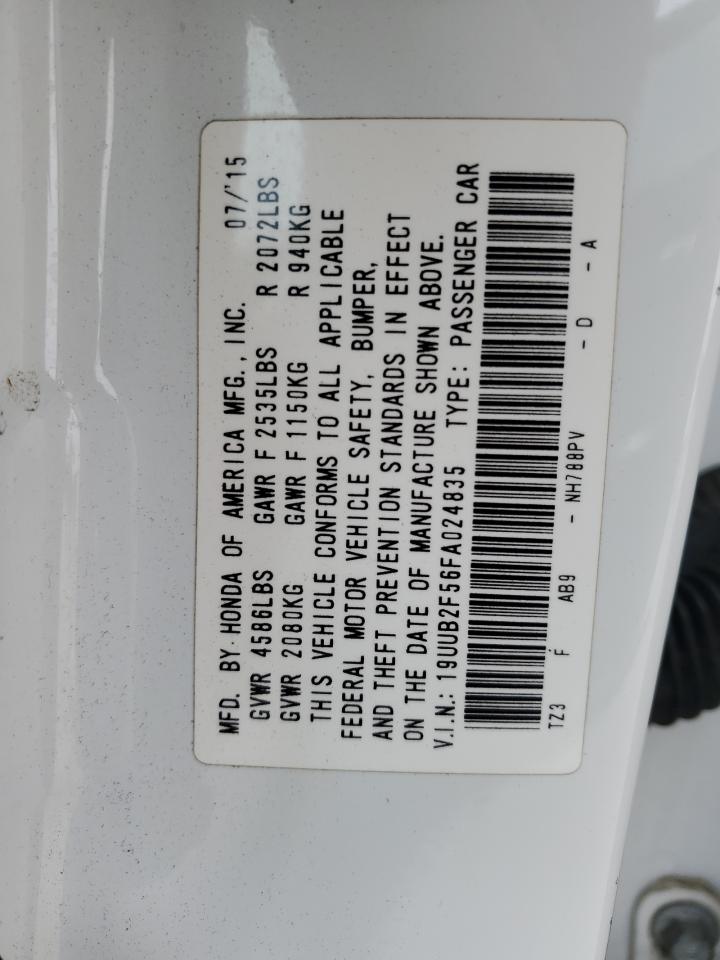 MFD. BY HONDA OF AMERICA MFG., INC. 07/'15
GVWR 4586LBS GAWR F 2535LBS R 2072LBS
GVWR 2080KG GAWR F 1150KG R 940KG
THIS VEHICLE CONFORMS TO ALL APPLICABLE
FEDERAL MOTOR VEHICLE SAFETY, BUMPER,
AND THEFT PREVENTION STANDARDS IN EFFECT
ON THE DATE OF MANUFACTURE SHOWN ABOVE.
V.I.N.: 19UUB2F56FA024835 TYPE: PASSENGER CAR
TZ3 F AB9 - NH788PV - D - A